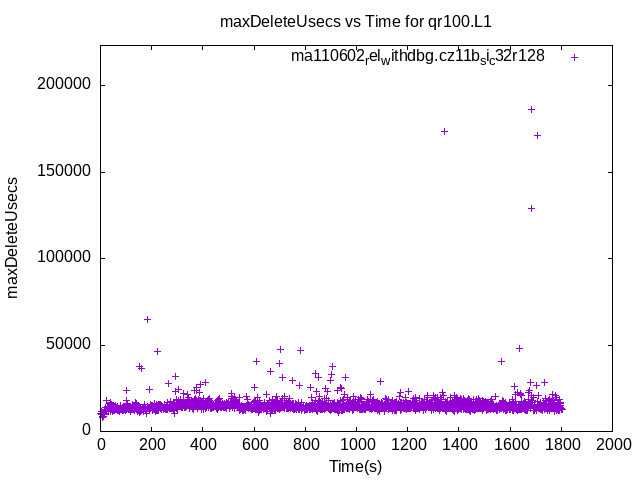 maxDeleteUsecs vs Time for qr100.L1
ma110602_rel_withdbg.cz11b_sl_c32r128
200000
150000
100000
50000
0
maxDeleteUsecs
0 200 400 600 800 1000 1200 1400 1600 1800 2000
Time(s)